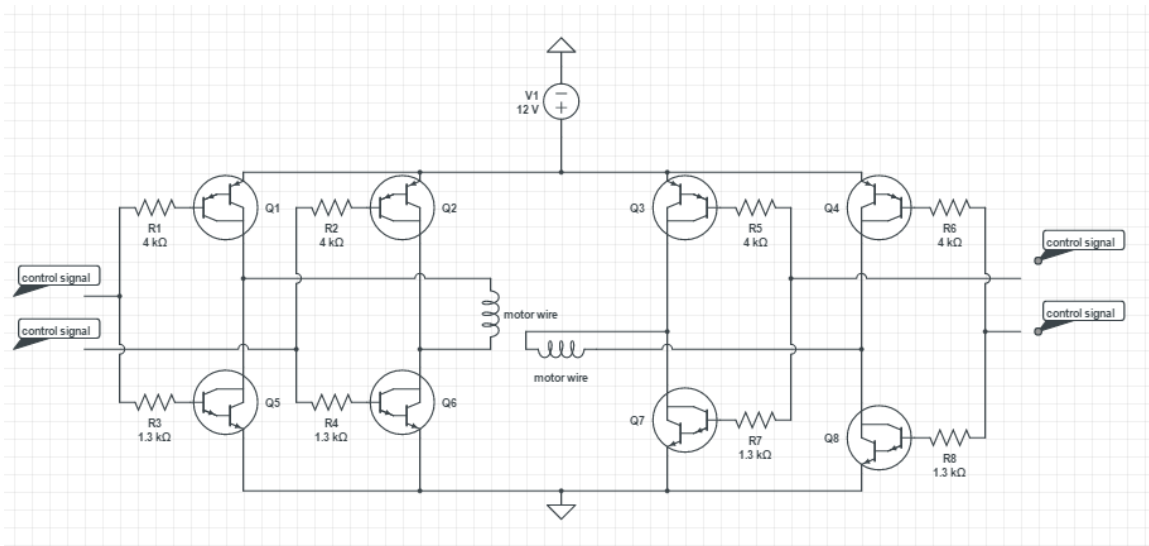 V1
12 V
Q1
Q2
Q3
Q4
R1
4 kΩ
R2
4 kΩ
R5
4 kΩ
R6
4 kΩ
control signal
control signal
control signal
control signal
motor wire
motor wire
Q5
Q6
Q7
Q8
R3
1.3 kΩ
R4
1.3 kΩ
R7
1.3 kΩ
R8
1.3 kΩ